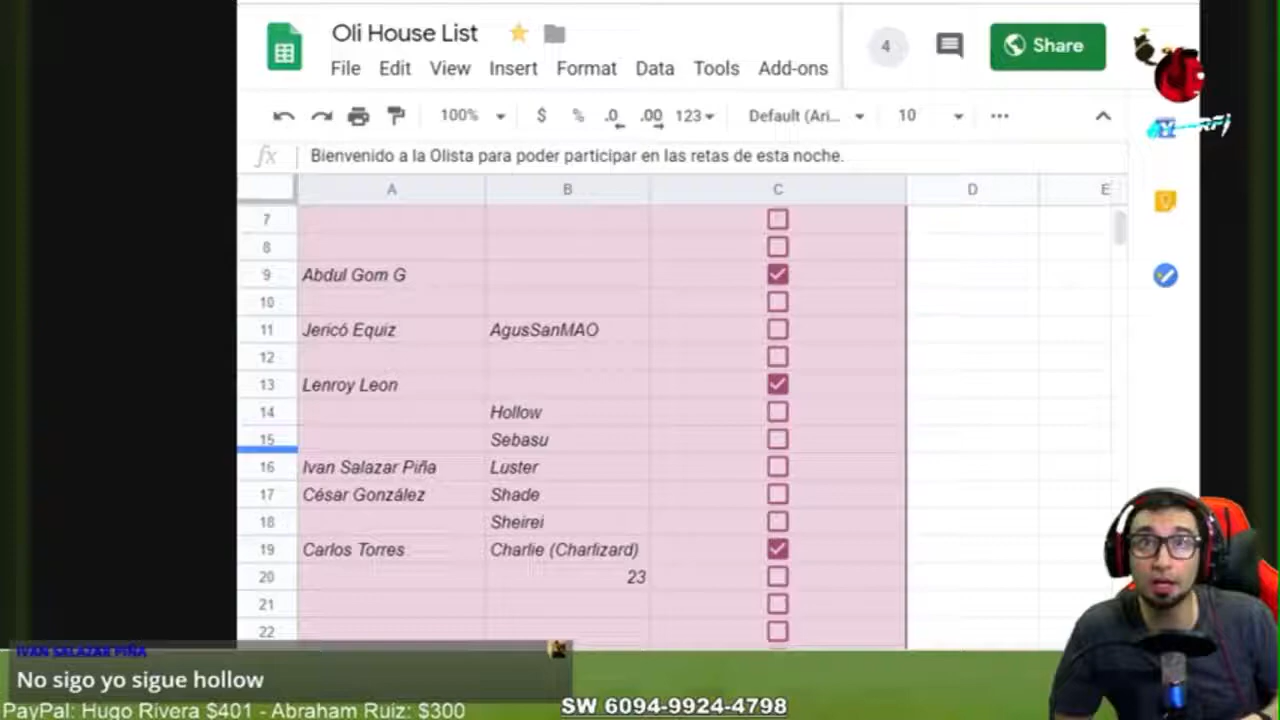 Oli House List
4
Share
File Edit View Insert Format Data Tools Add-ons
100% $ % .0 .00 123 Default (Ari... 10 ...
fx Bienvenido a la Olista para poder participar en las retas de esta noche.
A B C D E
7
8
9 Abdul Gom G
10
11 Jericó Equiz AgusSanMAO
12
13 Lenroy Leon
14 Hollow
15 Sebasu
16 Ivan Salazar Piña Luster
17 César González Shade
18 Sheirei
19 Carlos Torres Charlie (Charlizard)
20 23
21
22
IVAN SALAZAR PIÑA
No sigo yo sigue hollow
PayPal: Hugo Rivera $401 - Abraham Ruiz: $300
SW 6094-9924-4798